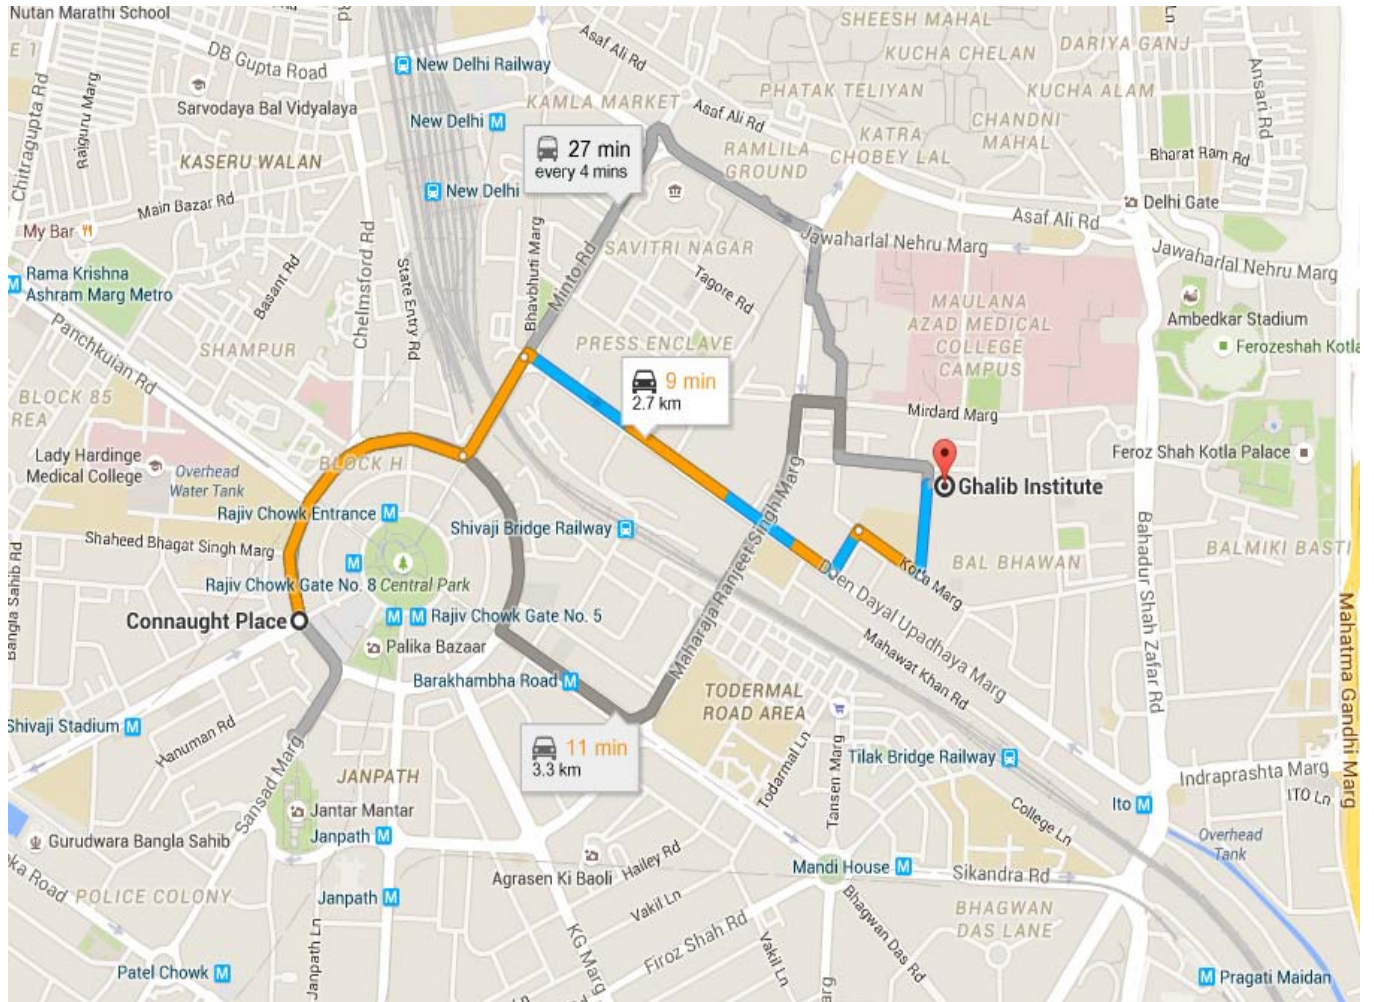 Nutan Marathi School
DB Gupta Road
Asaf Ali Rd
SHEESH MAHAL
KUCHA CHELAN
DARIYA GANJ
Ln
New Delhi Railway
Chitragupta Rd
Rajguru Marg
Sarvodaya Bal Vidyalaya
KAMLA MARKET
Asaf Ali Rd
PHATAK TELIYAN
KUCHA ALAM
Ansari Rd
New Delhi
KATRA
CHOBEY LAL
CHANDNI
MAHAL
KASERU WALAN
27 min
every 4 mins
RAMLILA
GROUND
Bharat Ram Rd
New Delhi
Main Bazar Rd
Delhi Gate
My Bar
Chelmsford Rd
State Entry Rd
Bhavbhuti Marg
Minto Rd
SAVITRI NAGAR
Jawaharlal Nehru Marg
Asaf Ali Rd
Jawaharlal Nehru Marg
Rama Krishna
Ashram Marg Metro
Basant Rd
Tagore Rd
MAULANA
AZAD MEDICAL
COLLEGE
CAMPUS
Ambedkar Stadium
Ferozeshah Kotla
Panchkuian Rd
SHAMPUR
PRESS ENCLAVE
9 min
2.7 km
BLOCK 85
REA
Mirdard Marg
Lady Hardinge
Medical College
Overhead
Water Tank
BLOCK H
Feroz Shah Kotla Palace
Ghalib Institute
Rajiv Chowk Entrance
Shivaji Bridge Railway
Shaheed Bhagat Singh Marg
Maharaja Ranjeet Singh Marg
Bahadur Shah Zafar Rd
BALMIKI BASTI
Bangla Sahib Rd
Rajiv Chowk Gate No. 8
Central Park
Kotla Marg
BAL BHAWAN
Connaught Place
Rajiv Chowk Gate No. 5
Deen Dayal Upadhyaya Marg
Mahatma Gandhi Marg
Palika Bazaar
Mahawat Khan Rd
Barakhambha Road
TODERMAL
ROAD AREA
Shivaji Stadium
Hanuman Rd
11 min
3.3 km
Todarmal Ln
Tansen Marg
Tilak Bridge Railway
Sansad Marg
JANPATH
Indraprashta Marg
ITO Ln
Jantar Mantar
Ito
College Ln
Gurudwara Bangla Sahib
Janpath
Overhead
Tank
Hailey Rd
Agrasen Ki Baoli
Mandi House
Sikandra Rd
oka Road
POLICE COLONY
Janpath
Vakil Ln
BHAGWAN
DAS LANE
Janpath Ln
KG Marg
Firoz Shah Rd
Vakil Ln
Bhagwan Das Rd
Patel Chowk
Pragati Maidan